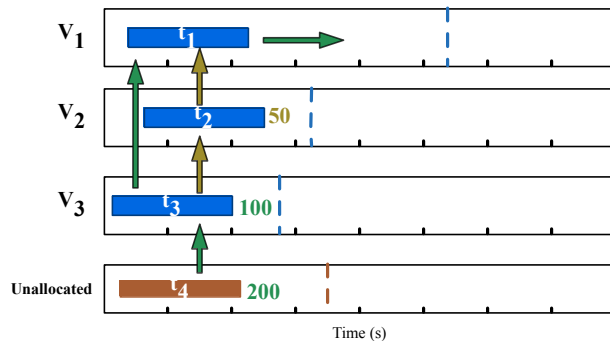 V1 t1
V2 t2 50
V3 t3 100
Unallocated t4 200
Time (s)